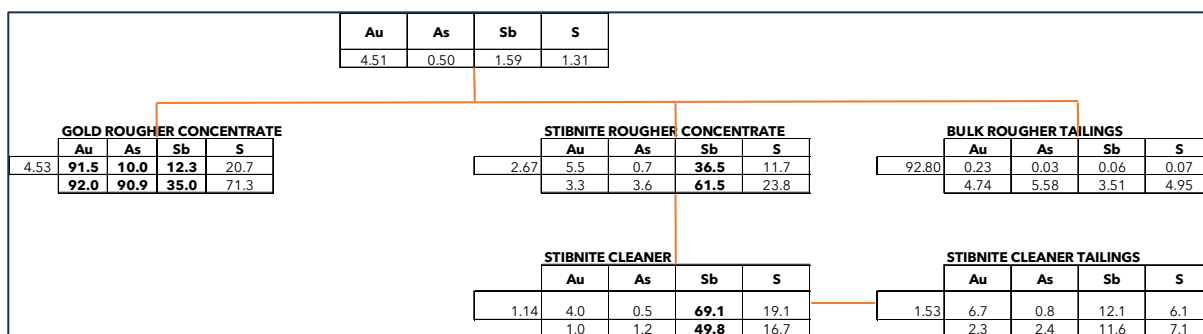 Au As Sb S
4.51 0.50 1.59 1.31
GOLD ROUGHER CONCENTRATE STIBNITE ROUGHER CONCENTRATE BULK ROUGHER TAILINGS
Au As Sb S Au As Sb S Au As Sb S
4.53 91.5 10.0 12.3 20.7 2.67 5.5 0.7 36.5 11.7 92.80 0.23 0.03 0.06 0.07
92.0 90.9 35.0 71.3 3.3 3.6 61.5 23.8 4.74 5.58 3.51 4.95
STIBNITE CLEANER STIBNITE CLEANER TAILINGS
Au As Sb S Au As Sb S
1.14 4.0 0.5 69.1 19.1 1.53 6.7 0.8 12.1 6.1
1.0 1.2 49.8 16.7 2.3 2.4 11.6 7.1